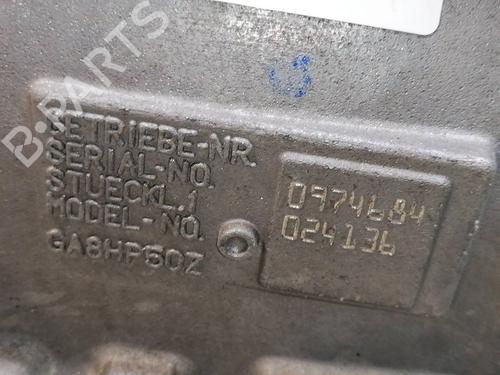 B-PARTS
GETRIEBE-NR.
SERIAL-NO.
STUECKL.1
MODEL-NO.
GA8HP50Z
0974684
024136